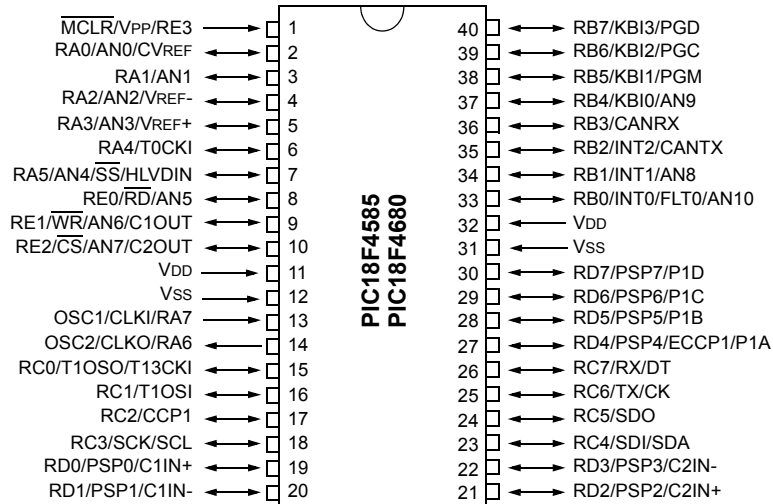 MCLR/VPP/RE3 1 40 RB7/KBI3/PGD
RA0/AN0/CVREF 2 39 RB6/KBI2/PGC
RA1/AN1 3 38 RB5/KBI1/PGM
RA2/AN2/VREF- 4 37 RB4/KBI0/AN9
RA3/AN3/VREF+ 5 36 RB3/CANRX
RA4/T0CKI 6 35 RB2/INT2/CANTX
RA5/AN4/SS/HLVDIN 7 34 RB1/INT1/AN8
RE0/RD/AN5 8 33 RB0/INT0/FLT0/AN10
RE1/WR/AN6/C1OUT 9 32 VDD
RE2/CS/AN7/C2OUT 10 31 VSS
VDD 11 30 RD7/PSP7/P1D
VSS 12 29 RD6/PSP6/P1C
OSC1/CLKI/RA7 13 28 RD5/PSP5/P1B
OSC2/CLKO/RA6 14 27 RD4/PSP4/ECCP1/P1A
RC0/T1OSO/T13CKI 15 26 RC7/RX/DT
RC1/T1OSI 16 25 RC6/TX/CK
RC2/CCP1 17 24 RC5/SDO
RC3/SCK/SCL 18 23 RC4/SDI/SDA
RD0/PSP0/C1IN+ 19 22 RD3/PSP3/C2IN-
RD1/PSP1/C1IN- 20 21 RD2/PSP2/C2IN+
PIC18F4585
PIC18F4680